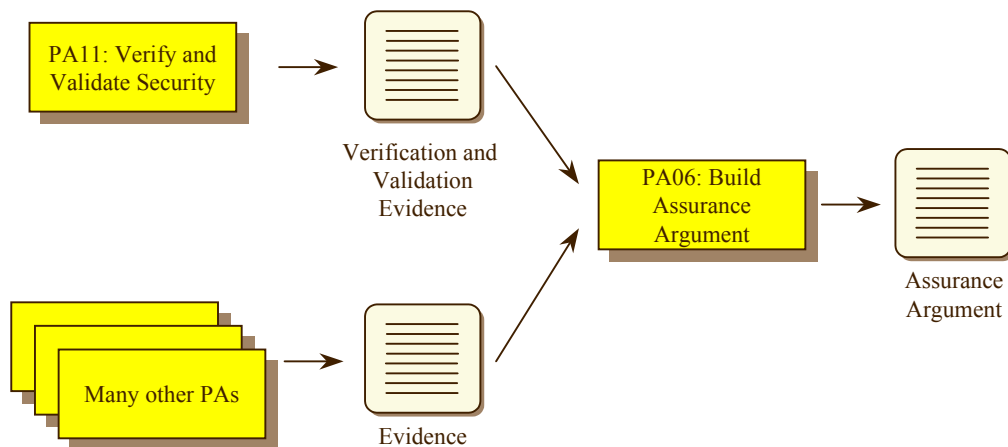 PA11: Verify and
Validate Security
Verification and
Validation
Evidence
PA06: Build
Assurance
Argument
Assurance
Argument
Many other PAs
Evidence